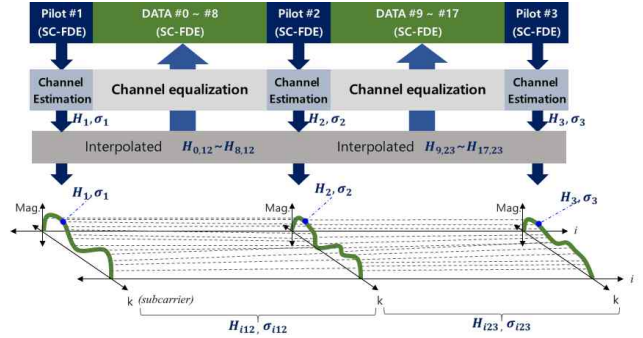 Pilot #1 DATA #0 ~ #8 Pilot #2 DATA #9 ~ #17 Pilot #3
(SC-FDE) (SC-FDE) (SC-FDE) (SC-FDE) (SC-FDE)
Channel Estimation Channel equalization Channel Estimation Channel equalization Channel Estimation
H₁, σ₁ H₂, σ₂ H₃, σ₃
Interpolated H₀,₁₂~H₈,₁₂ Interpolated H₉,₂₃~H₁₇,₂₃
H₁, σ₁ H₂, σ₂ H₃, σ₃
Mag. Mag. Mag.
i
i
k (subcarrier) k k
Hᵢ₁₂, σᵢ₁₂ Hᵢ₂₃, σᵢ₂₃